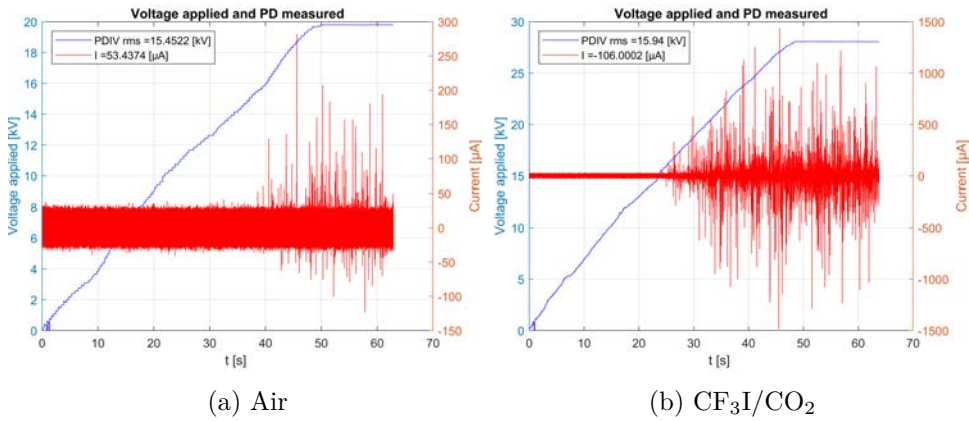 Voltage applied and PD measured
PDIV rms =15.4522 [kV]
I =53.4374 [µA]
Voltage applied [kV]
20
18
16
14
12
10
8
6
4
2
0
Current [µA]
300
250
200
150
100
50
0
-50
-100
-150
0 10 20 30 40 50 60 70
t [s]
(a) Air
Voltage applied and PD measured
PDIV rms =15.94 [kV]
I =-106.0002 [µA]
Voltage applied [kV]
30
25
20
15
10
5
0
Current [µA]
1500
1000
500
0
-500
-1000
-1500
0 10 20 30 40 50 60 70
t [s]
(b) CF₃I/CO₂